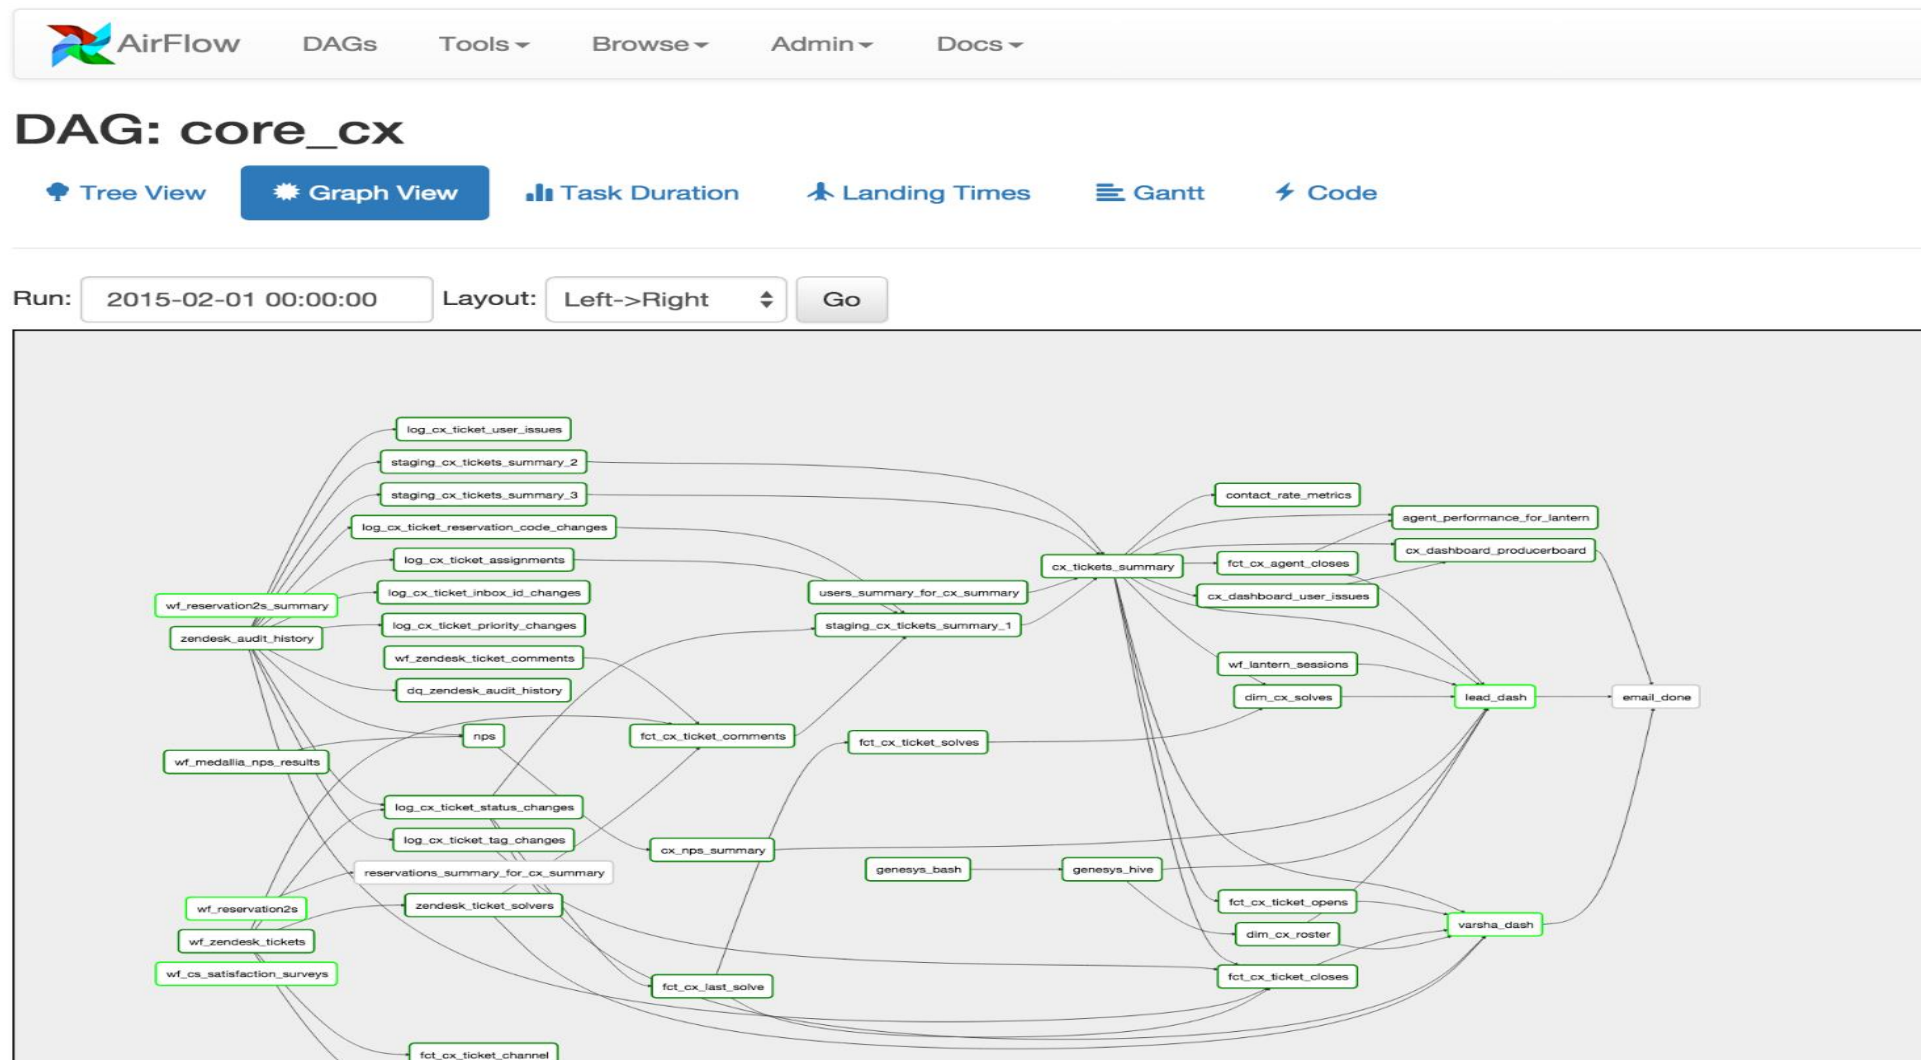 AirFlow DAGs Tools Browse Admin Docs
DAG: core_cx
Tree View Graph View Task Duration Landing Times Gantt Code
Run: 2015-02-01 00:00:00 Layout: Left->Right Go
log_cx_ticket_user_issues
staging_cx_tickets_summary_2
staging_cx_tickets_summary_3
contact_rate_metrics
log_cx_ticket_reservation_code_changes
agent_performance_for_lantern
log_cx_ticket_assignments
cx_tickets_summary
fct_cx_agent_closes
cx_dashboard_producerboard
log_cx_ticket_inbox_id_changes
users_summary_for_cx_summary
cx_dashboard_user_issues
wf_reservation2s_summary
log_cx_ticket_priority_changes
staging_cx_tickets_summary_1
zendesk_audit_history
wf_zendesk_ticket_comments
wf_lantern_sessions
dq_zendesk_audit_history
dim_cx_solves
lead_dash
email_done
nps
fct_cx_ticket_comments
fct_cx_ticket_solves
wf_medallia_nps_results
log_cx_ticket_status_changes
log_cx_ticket_tag_changes
cx_nps_summary
reservations_summary_for_cx_summary
genesys_bash
genesys_hive
wf_reservation2s
zendesk_ticket_solvers
fct_cx_ticket_opens
varsha_dash
wf_zendesk_tickets
dim_cx_roster
wf_cs_satisfaction_surveys
fct_cx_last_solve
fct_cx_ticket_closes
fct_cx_ticket_channel